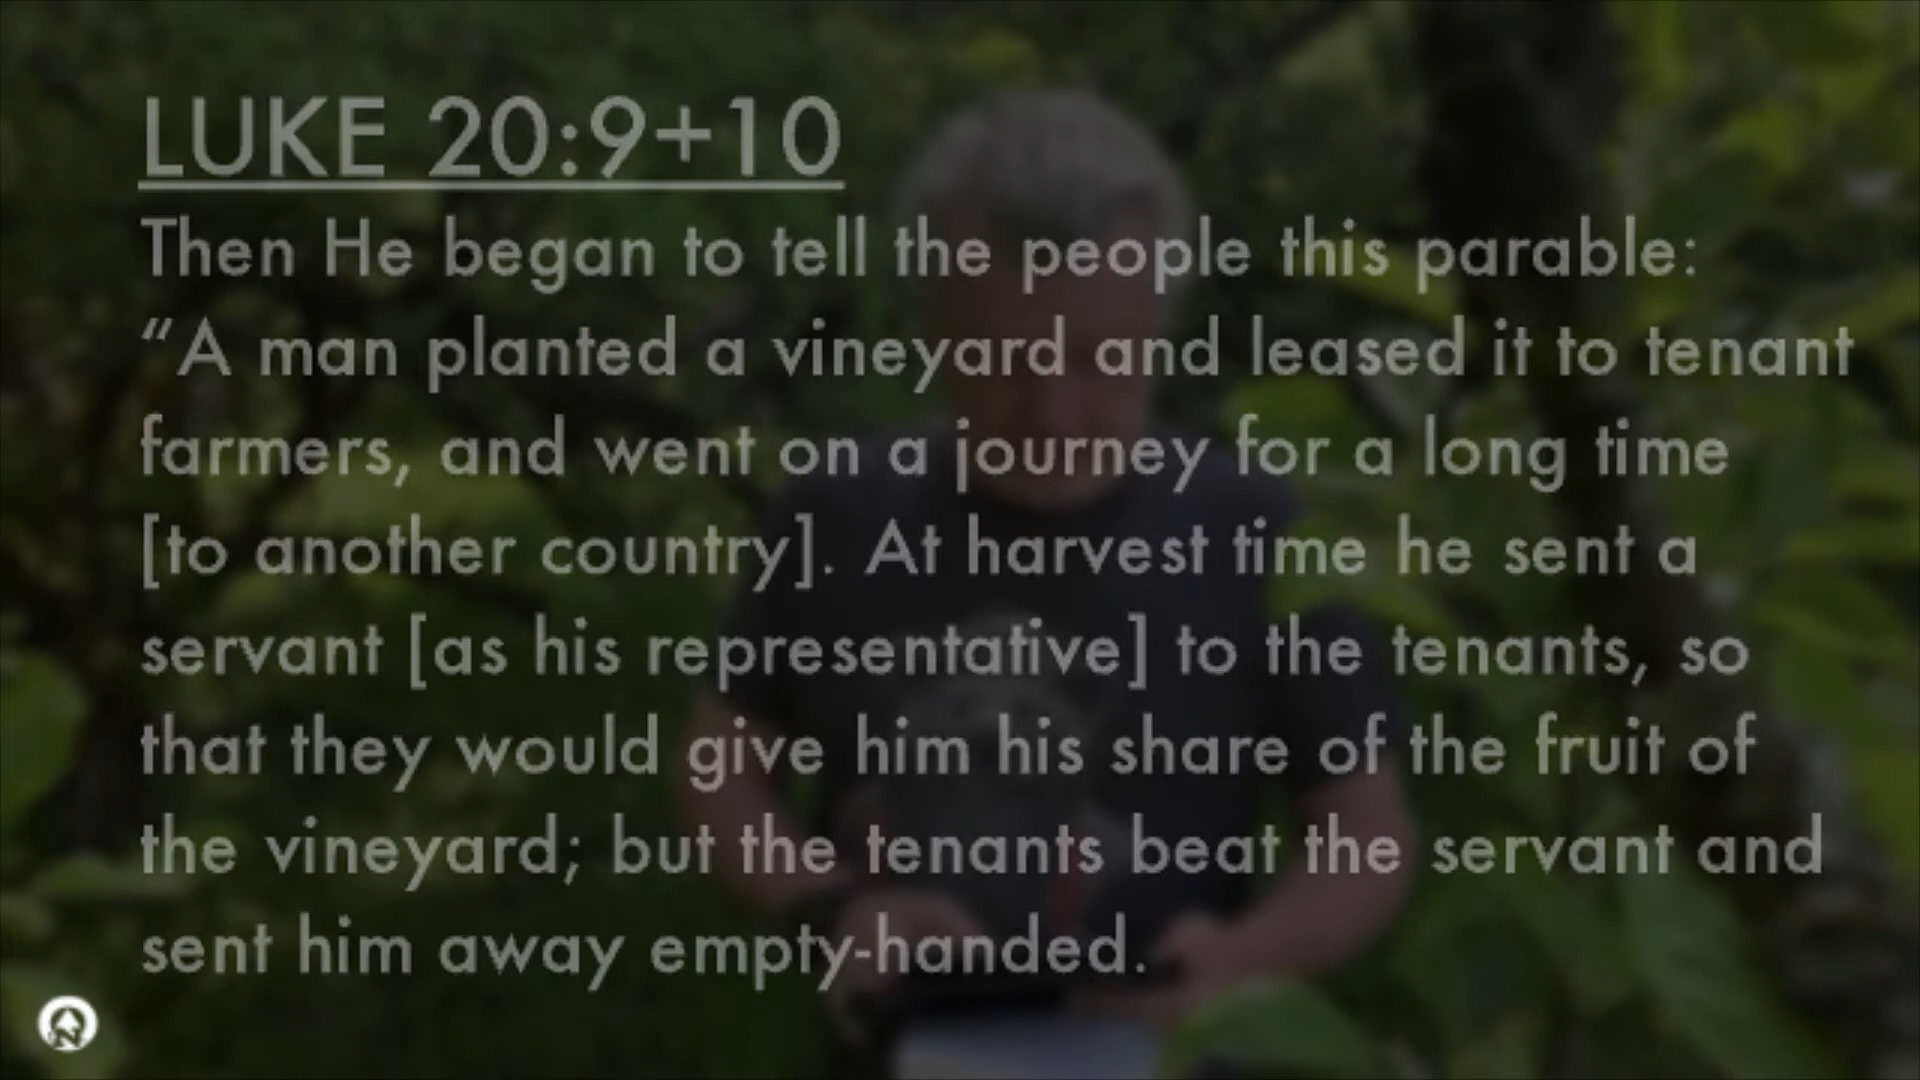 LUKE 20:9+10
Then He began to tell the people this parable:
“A man planted a vineyard and leased it to tenant
farmers, and went on a journey for a long time
[to another country]. At harvest time he sent a
servant [as his representative] to the tenants, so
that they would give him his share of the fruit of
the vineyard; but the tenants beat the servant and
sent him away empty-handed.